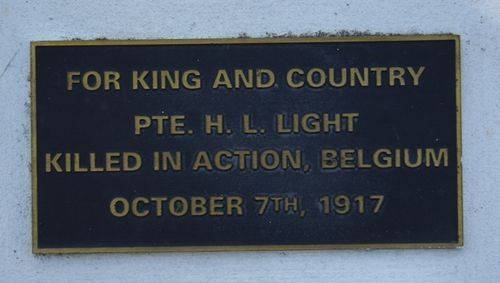 FOR KING AND COUNTRY
PTE. H. L. LIGHT
KILLED IN ACTION, BELGIUM
OCTOBER 7TH, 1917